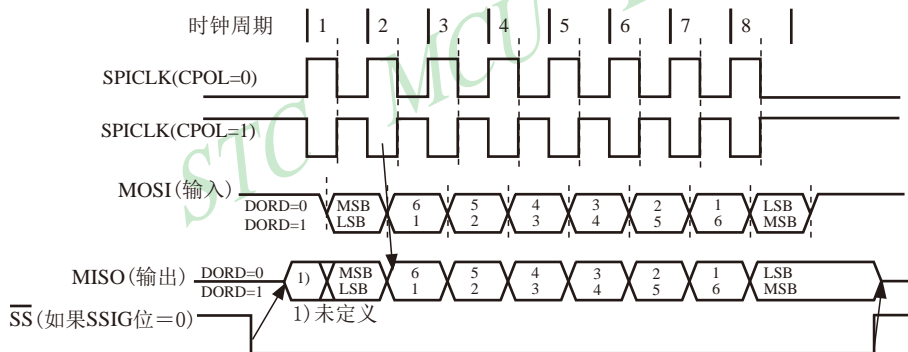 时钟周期 1 2 3 4 5 6 7 8
SPICLK(CPOL=0)
SPICLK(CPOL=1)
MOSI(输入) DORD=0 MSB 6 5 4 3 2 1 LSB
DORD=1 LSB 1 2 3 4 5 6 MSB
MISO(输出) DORD=0 1) MSB 6 5 4 3 2 1 LSB
DORD=1 LSB 1 2 3 4 5 6 MSB
1)未定义
SS(如果SSIG位=0)
STC MCU